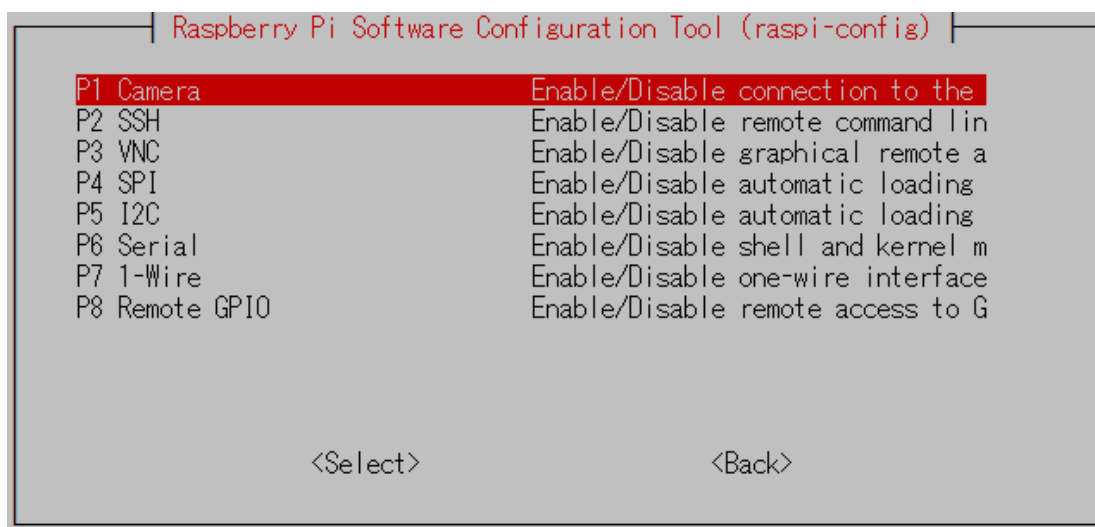 Raspberry Pi Software Configuration Tool (raspi-config)
P1 Camera Enable/Disable connection to the
P2 SSH Enable/Disable remote command lin
P3 VNC Enable/Disable graphical remote a
P4 SPI Enable/Disable automatic loading
P5 I2C Enable/Disable automatic loading
P6 Serial Enable/Disable shell and kernel m
P7 1-Wire Enable/Disable one-wire interface
P8 Remote GPIO Enable/Disable remote access to G
<Select> <Back>